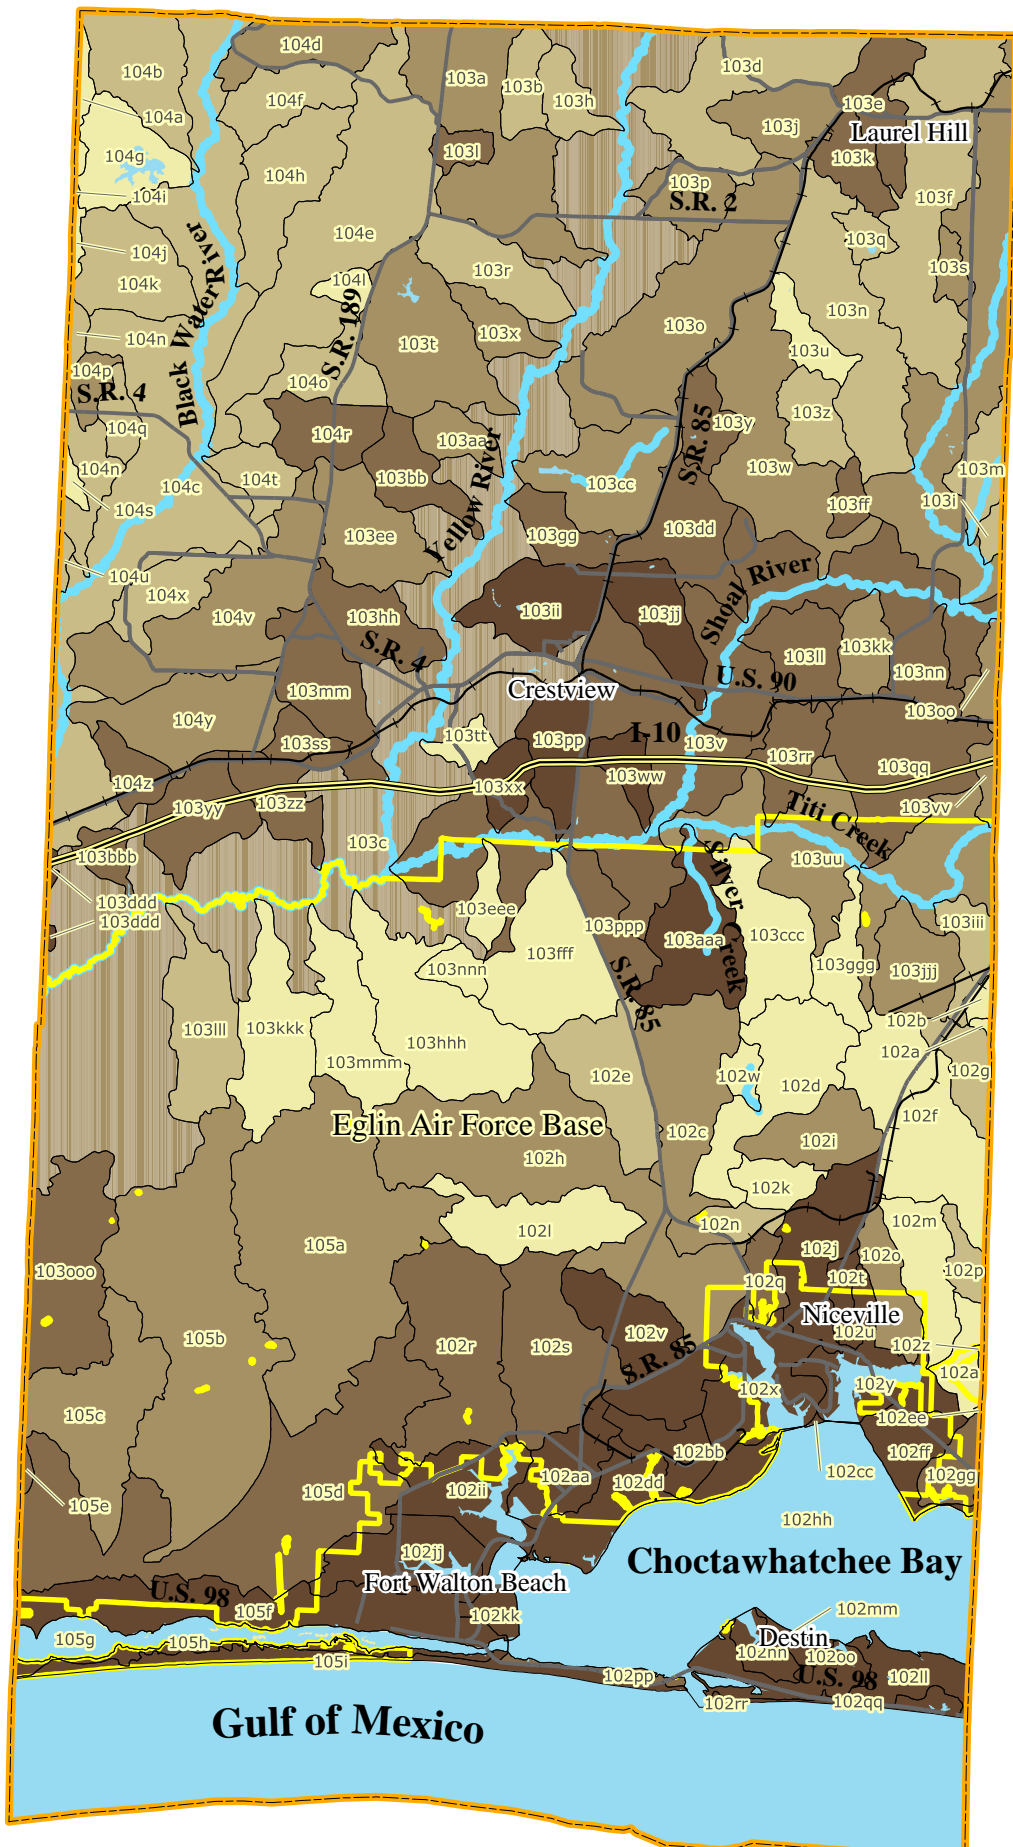 104d
103d
104b
103a
103b
103h
104f
103e
104a
103j
Laurel Hill
104g
103l
103k
104h
103p
104i
103f
S.R. 2
104e
103q
104j
103s
Black Water River
103r
104l
104k
103n
S.R. 189
103o
103x
104n
103t
103u
104p
104o
S.R. 4
103z
103y
104q
104r
103aa
S.R. 85
104n
103w
103m
104t
103bb
103cc
104c
103i
103ff
104s
Yellow River
103dd
103ee
103gg
104u
Shoal River
104x
103ii
103jj
104v
103hh
103kk
S.R. 4
103ll
103nn
U.S. 90
Crestview
103mm
103oo
104y
103tt
I-10
103pp
103v
103ss
103rr
103qq
103ww
104z
103xx
103zz
103yy
103vv
Titi Creek
103c
103bbb
103uu
Silver Creek
103ddd
103eee
103ddd
103iii
103ppp
103ccc
103aaa
103fff
103ggg
103nnn
103jjj
S.R. 85
102b
103lll
103kkk
103hhh
102a
103mmm
102g
102w
102e
102d
102f
Eglin Air Force Base
102c
102i
102h
102k
102m
102n
102l
105a
102j
102o
103ooo
102p
102t
102q
Niceville
102v
102u
105b
102r
102s
102z
S.R. 85
102a
102y
102x
105c
102ee
102bb
102ff
102cc
102aa
102gg
102dd
102ii
105d
105e
102hh
102jj
Choctawhatchee Bay
Fort Walton Beach
U.S. 98
102mm
105f
102kk
Destin
105g
105h
102nn
102oo
105i
102pp
U.S. 98
102ll
102rr
102qq
Gulf of Mexico